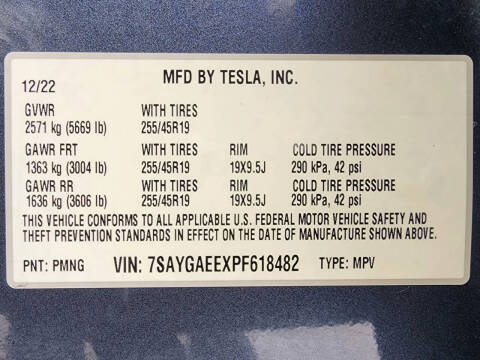 MFD BY TESLA, INC.
12/22
GVWR WITH TIRES
2571 kg (5669 lb) 255/45R19
GAWR FRT WITH TIRES RIM COLD TIRE PRESSURE
1363 kg (3004 lb) 255/45R19 19X9.5J 290 kPa, 42 psi
GAWR RR WITH TIRES RIM COLD TIRE PRESSURE
1636 kg (3606 lb) 255/45R19 19X9.5J 290 kPa, 42 psi
THIS VEHICLE CONFORMS TO ALL APPLICABLE U.S. FEDERAL MOTOR VEHICLE SAFETY AND
THEFT PREVENTION STANDARDS IN EFFECT ON THE DATE OF MANUFACTURE SHOWN ABOVE.
PNT: PMNG VIN: 7SAYGAEEXPF618482 TYPE: MPV